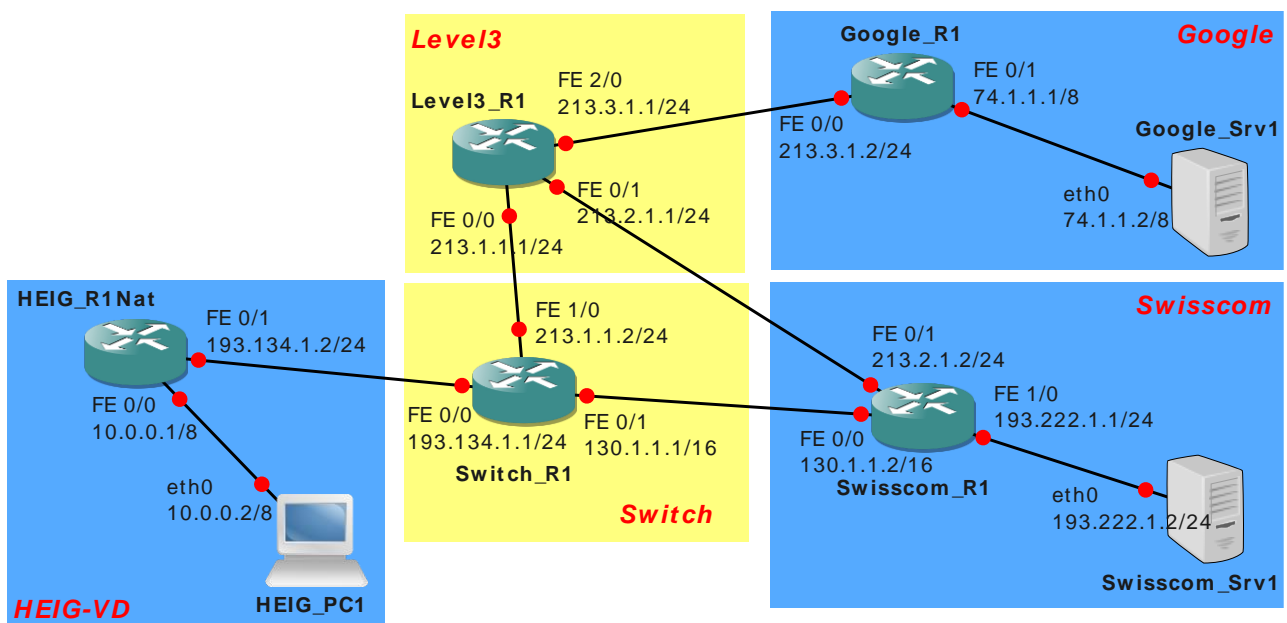 Level3
Level3_R1
FE 2/0
213.3.1.1/24
FE 0/1
213.2.1.1/24
FE 0/0
213.1.1.1/24
Google
Google_R1
FE 0/1
74.1.1.1/8
FE 0/0
213.3.1.2/24
Google_Srv1
eth0
74.1.1.2/8
HEIG_R1Nat
FE 0/1
193.134.1.2/24
FE 0/0
10.0.0.1/8
eth0
10.0.0.2/8
HEIG_PC1
HEIG-VD
FE 1/0
213.1.1.2/24
FE 0/0
193.134.1.1/24
FE 0/1
130.1.1.1/16
Switch_R1
Switch
Swisscom
FE 0/1
213.2.1.2/24
FE 1/0
193.222.1.1/24
FE 0/0
130.1.1.2/16
Swisscom_R1
eth0
193.222.1.2/24
Swisscom_Srv1